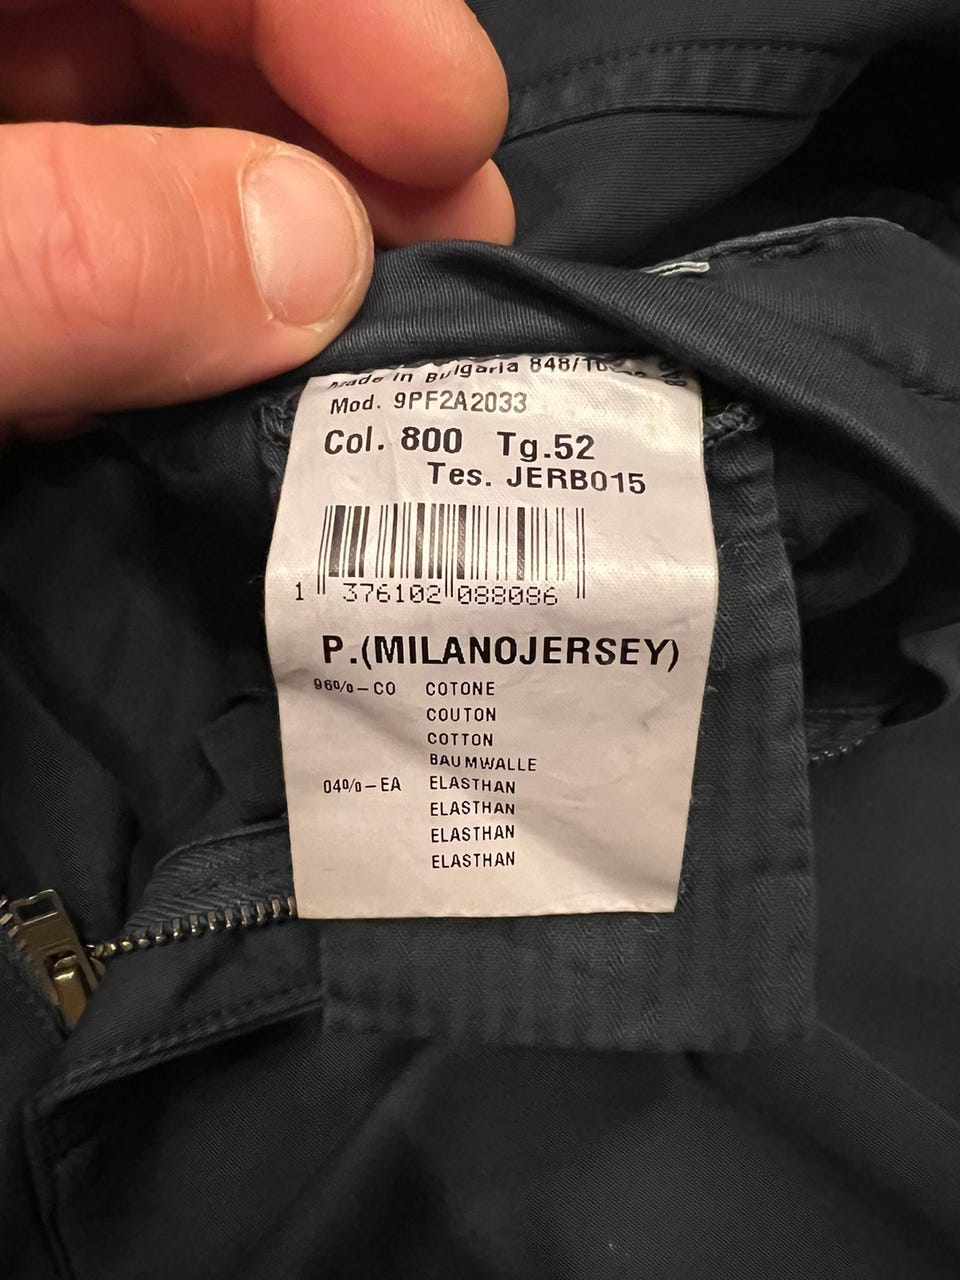 Made in Bulgaria 848/10
Mod. 9PF2A2033
Col. 800 Tg.52
Tes. JERB015
1 376102 088086
P.(MILANOJERSEY)
96%-CO COTONE
COUTON
COTTON
BAUMWALLE
04%-EA ELASTHAN
ELASTHAN
ELASTHAN
ELASTHAN